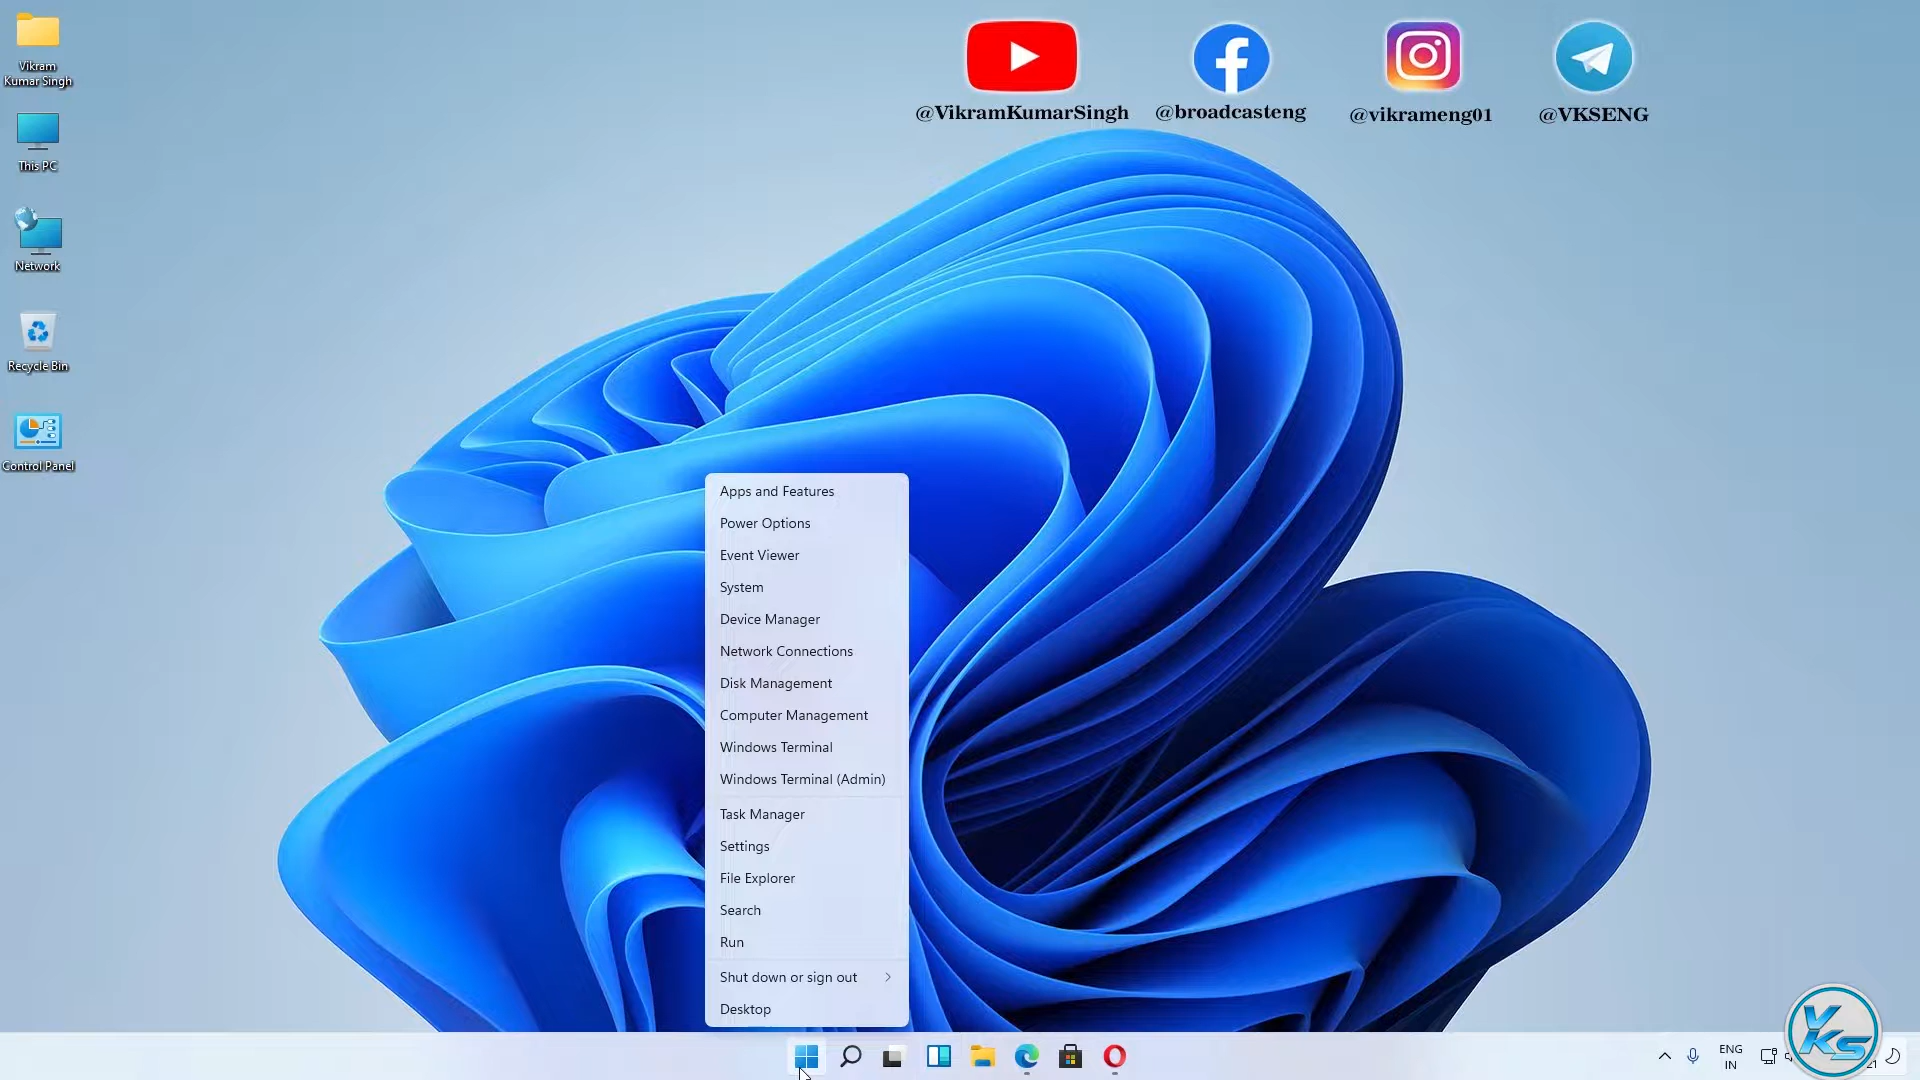 Vikram
Kumar Singh
This PC
Network
Recycle Bin
Control Panel
@VikramKumarSingh
@broadcasteng
@vikrameng01
@VKSENG
Apps and Features
Power Options
Event Viewer
System
Device Manager
Network Connections
Disk Management
Computer Management
Windows Terminal
Windows Terminal (Admin)
Task Manager
Settings
File Explorer
Search
Run
Shut down or sign out
Desktop
ENG
IN
VKS